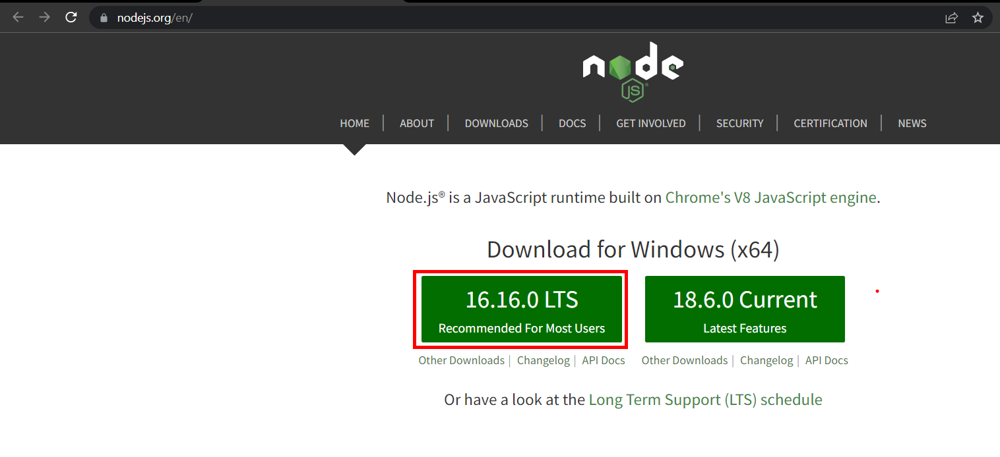 nodejs.org/en/
node
JS
HOME | ABOUT | DOWNLOADS | DOCS | GET INVOLVED | SECURITY | CERTIFICATION | NEWS
Node.js® is a JavaScript runtime built on Chrome's V8 JavaScript engine.
Download for Windows (x64)
16.16.0 LTS
Recommended For Most Users
18.6.0 Current
Latest Features
Other Downloads | Changelog | API Docs
Other Downloads | Changelog | API Docs
Or have a look at the Long Term Support (LTS) schedule